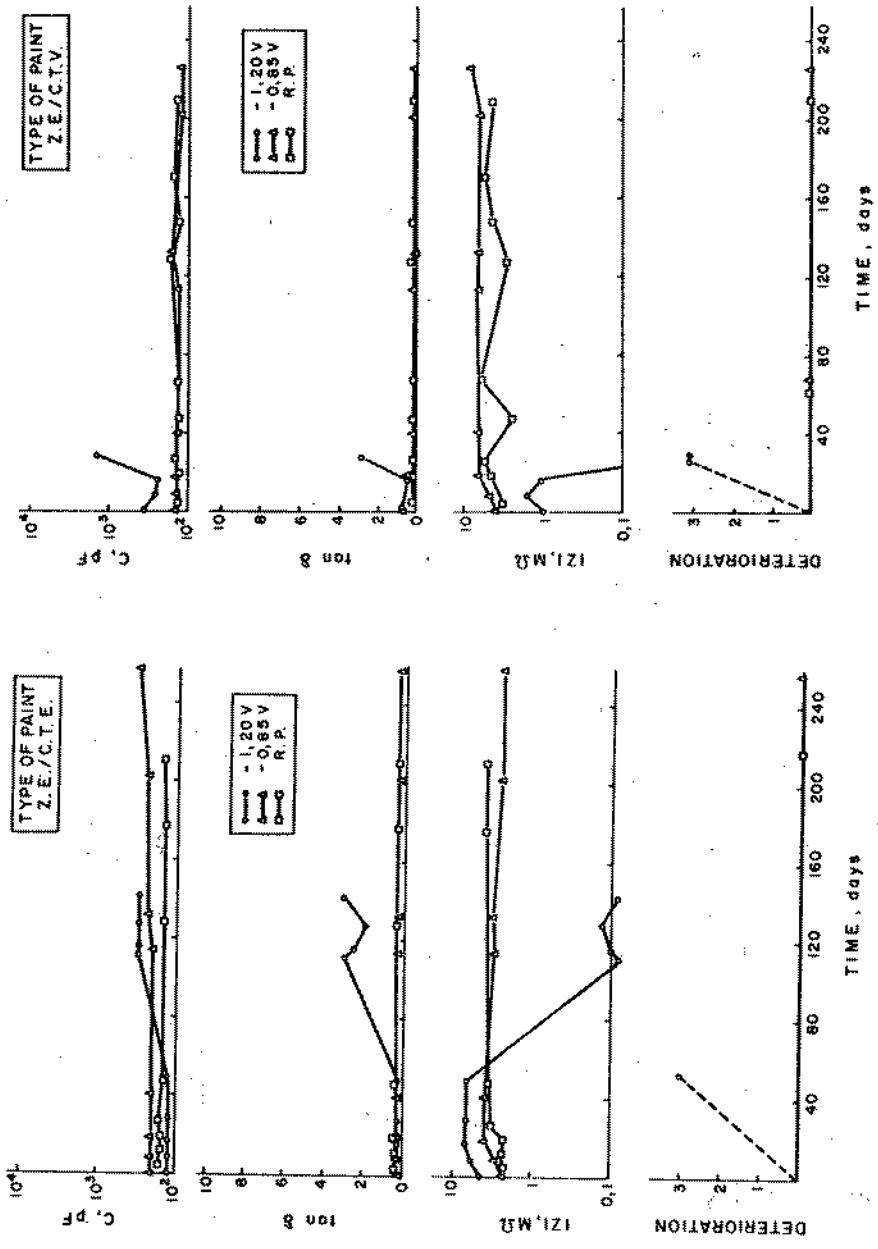 TYPE OF PAINT
Z.E./C.T.E.
C, pF
10⁴
10³
10²
tan δ
10
8
6
4
2
0
- 1,20 V
- 0,85 V
R.P.
|Z|, MΩ
10
1
0,1
DETERIORATION
3
2
1
40 80 120 160 200 240
TIME, days
TYPE OF PAINT
Z.E./C.T.V.
C, pF
10⁴
10³
10²
tan δ
10
8
6
4
2
0
- 1,20 V
- 0,85 V
R.P.
|Z|, MΩ
10
1
0,1
DETERIORATION
3
2
1
40 80 120 160 200 240
TIME, days